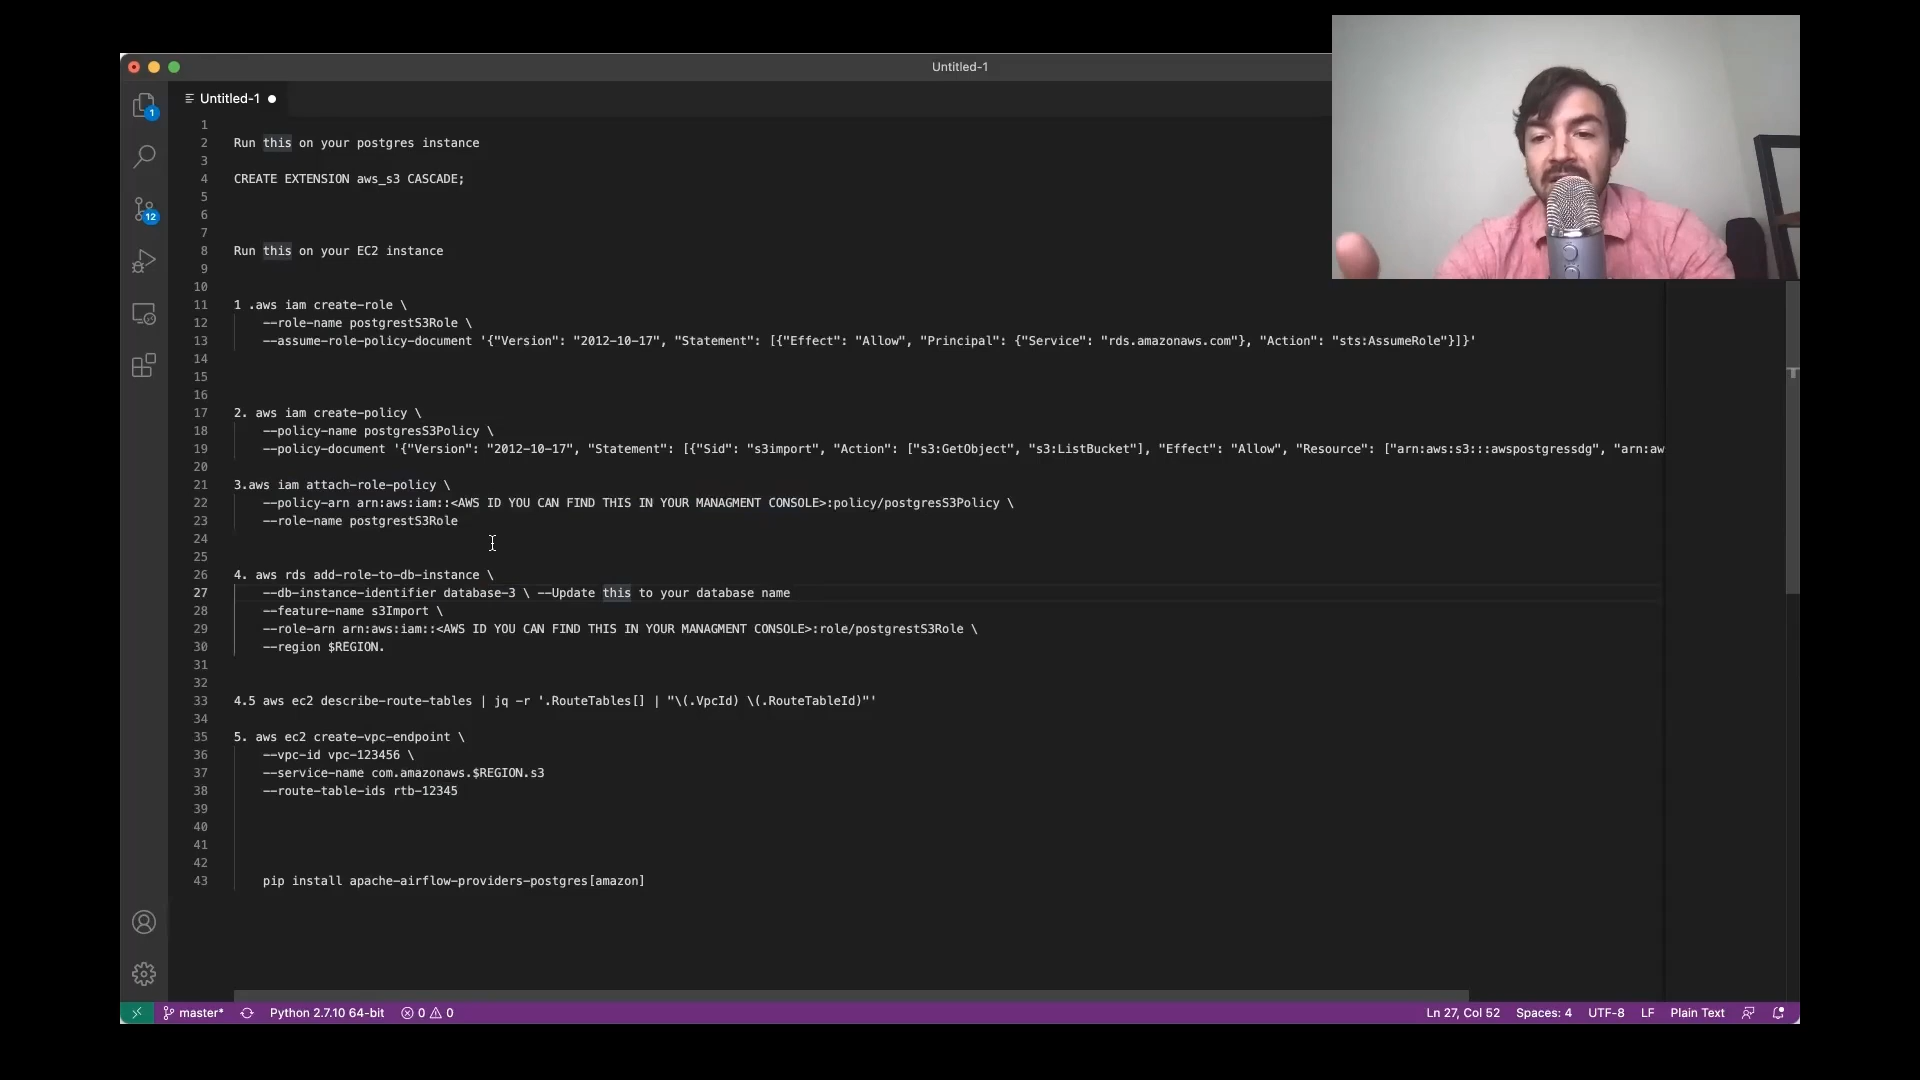 Untitled-1
Untitled-1
1
1
2 Run this on your postgres instance
3
4 CREATE EXTENSION aws_s3 CASCADE;
5
6
12
7
8 Run this on your EC2 instance
9
10
11 1 .aws iam create-role \
12 --role-name postgrestS3Role \
13 --assume-role-policy-document '{"Version": "2012-10-17", "Statement": [{"Effect": "Allow", "Principal": {"Service": "rds.amazonaws.com"}, "Action": "sts:AssumeRole"}]}'
14
15
16
17 2. aws iam create-policy \
18 --policy-name postgresS3Policy \
19 --policy-document '{"Version": "2012-10-17", "Statement": [{"Sid": "s3import", "Action": ["s3:GetObject", "s3:ListBucket"], "Effect": "Allow", "Resource": ["arn:aws:s3:::awspostgressdg", "arn:aw
20
21 3.aws iam attach-role-policy \
22 --policy-arn arn:aws:iam::<AWS ID YOU CAN FIND THIS IN YOUR MANAGMENT CONSOLE>:policy/postgresS3Policy \
23 --role-name postgrestS3Role
24
25
26 4. aws rds add-role-to-db-instance \
27 --db-instance-identifier database-3 \ --Update this to your database name
28 --feature-name s3Import \
29 --role-arn arn:aws:iam::<AWS ID YOU CAN FIND THIS IN YOUR MANAGMENT CONSOLE>:role/postgrestS3Role \
30 --region $REGION.
31
32
33 4.5 aws ec2 describe-route-tables | jq -r '.RouteTables[] | "\(.VpcId) \(.RouteTableId)"'
34
35 5. aws ec2 create-vpc-endpoint \
36 --vpc-id vpc-123456 \
37 --service-name com.amazonaws.$REGION.s3
38 --route-table-ids rtb-12345
39
40
41
42
43 pip install apache-airflow-providers-postgres[amazon]
master* Python 2.7.10 64-bit 0 0 Ln 27, Col 52 Spaces: 4 UTF-8 LF Plain Text